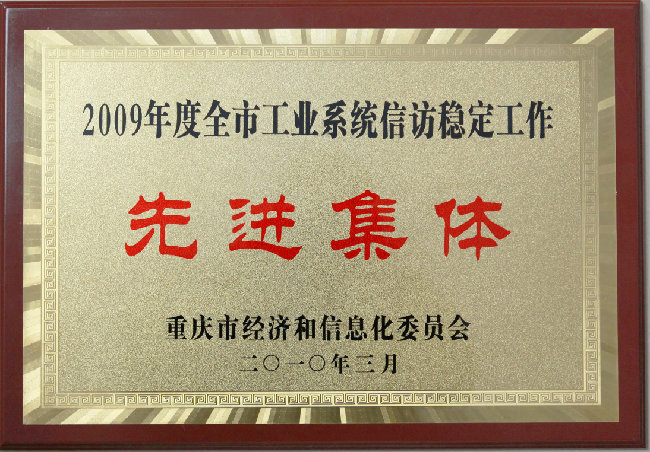 2009年度全市工业系统信访稳定工作
先进集体
重庆市经济和信息化委员会
二〇一〇年三月